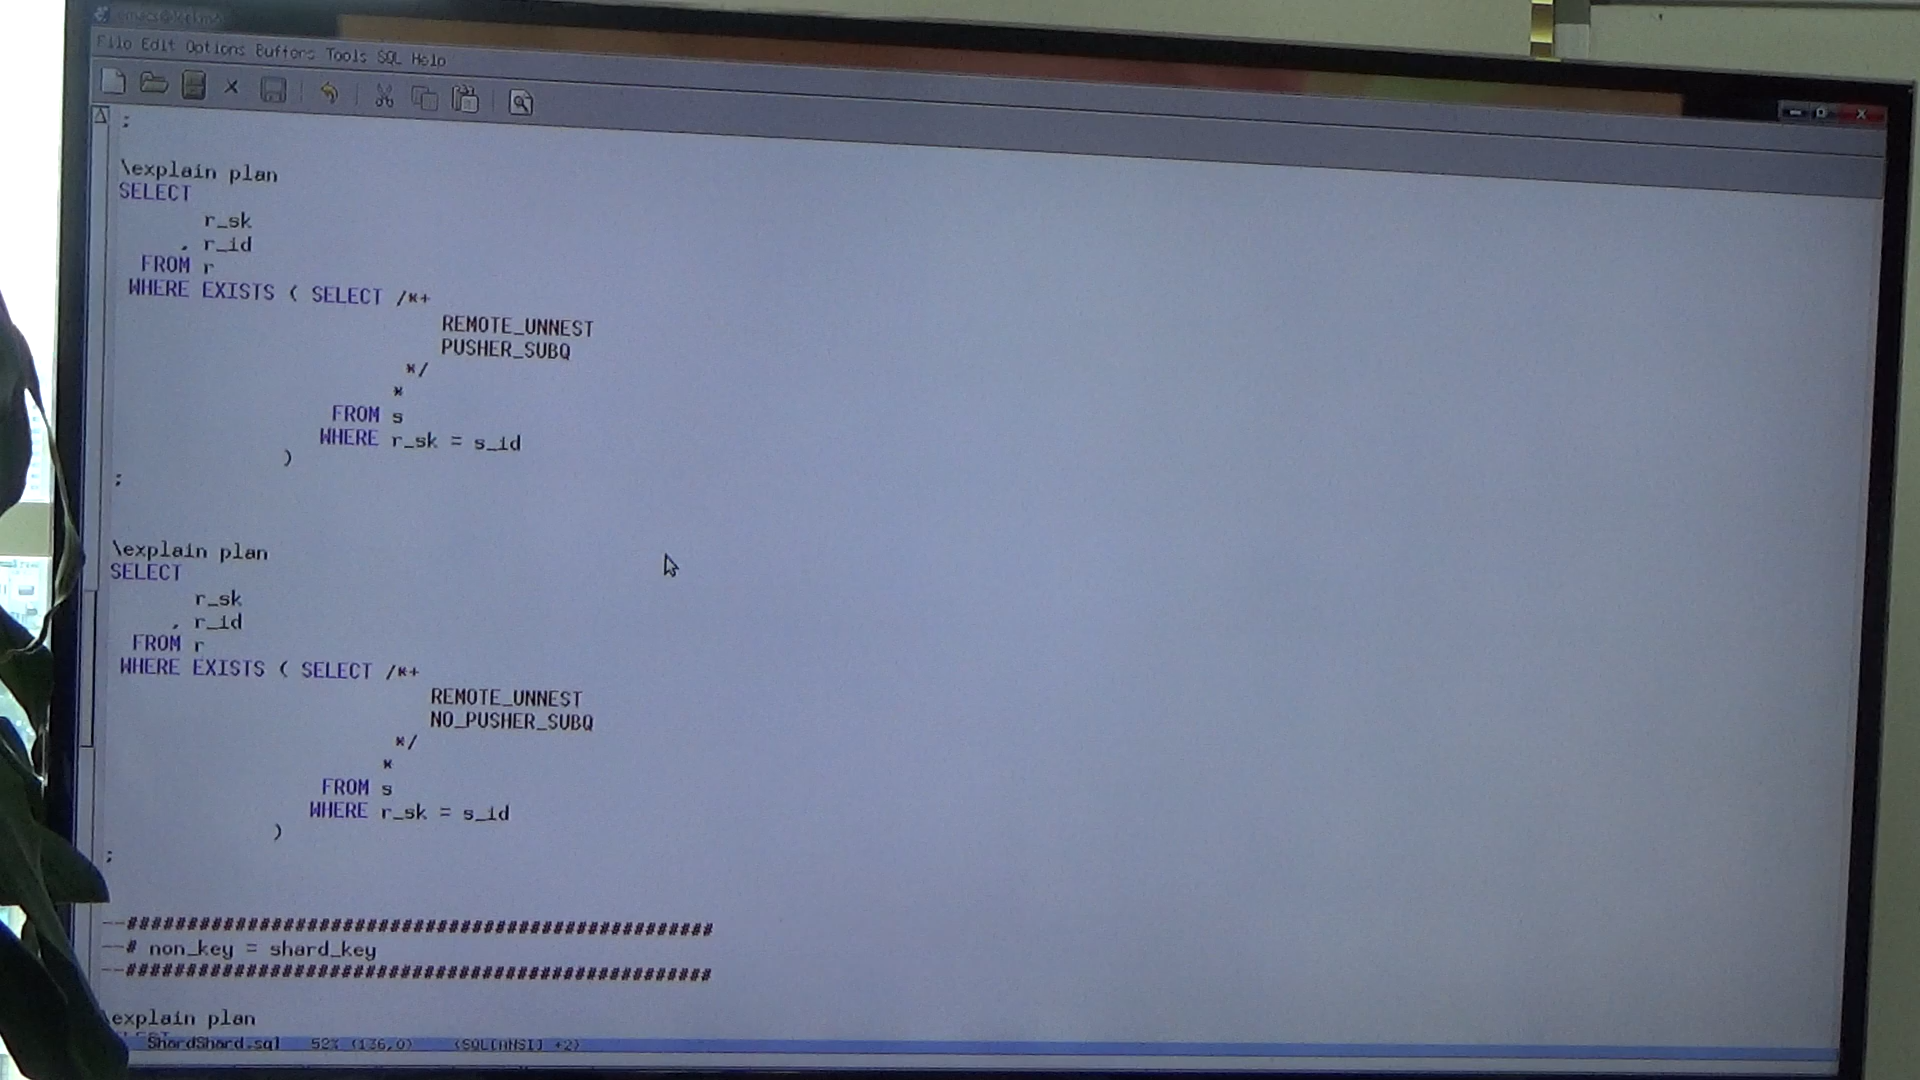 File Edit Options Buffers Tools SQL Help
;
\explain plan
SELECT
r_sk
, r_id
FROM r
WHERE EXISTS ( SELECT /*+
REMOTE_UNNEST
PUSHER_SUBQ
*/
*
FROM s
WHERE r_sk = s_id
)
;
\explain plan
SELECT
r_sk
, r_id
FROM r
WHERE EXISTS ( SELECT /*+
REMOTE_UNNEST
NO_PUSHER_SUBQ
*/
*
FROM s
WHERE r_sk = s_id
)
;
--################################################
--# non_key = shard_key
--################################################
\explain plan
SELECT
ShardShard.sql 52% (136,0) (SQL[ANSI] +2)